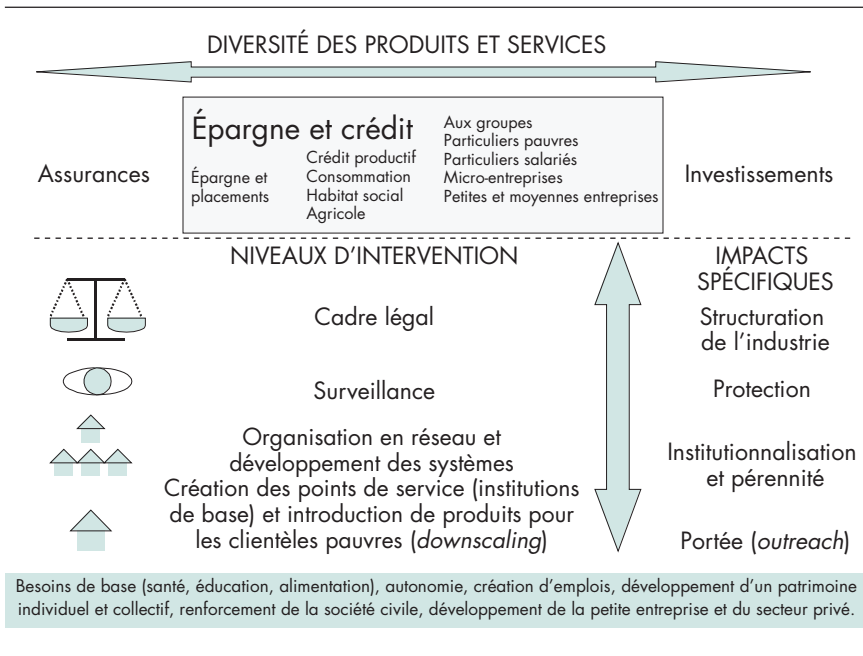 DIVERSITÉ DES PRODUITS ET SERVICES
Assurances
Épargne et crédit
Épargne et
placements
Crédit productif
Consommation
Habitat social
Agricole
Aux groupes
Particuliers pauvres
Particuliers salariés
Micro-entreprises
Petites et moyennes entreprises
Investissements
NIVEAUX D’INTERVENTION
IMPACTS
SPÉCIFIQUES
Cadre légal
Structuration
de l’industrie
Surveillance
Protection
Organisation en réseau et
développement des systèmes
Institutionnalisation
et pérennité
Création des points de service (institutions
de base) et introduction de produits pour
les clientèles pauvres (downscaling)
Portée (outreach)
Besoins de base (santé, éducation, alimentation), autonomie, création d’emplois, développement d’un patrimoine
individuel et collectif, renforcement de la société civile, développement de la petite entreprise et du secteur privé.